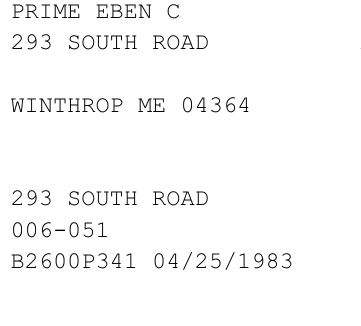 PRIME EBEN C
293 SOUTH ROAD
WINTHROP ME 04364
293 SOUTH ROAD
006-051
B2600P341 04/25/1983